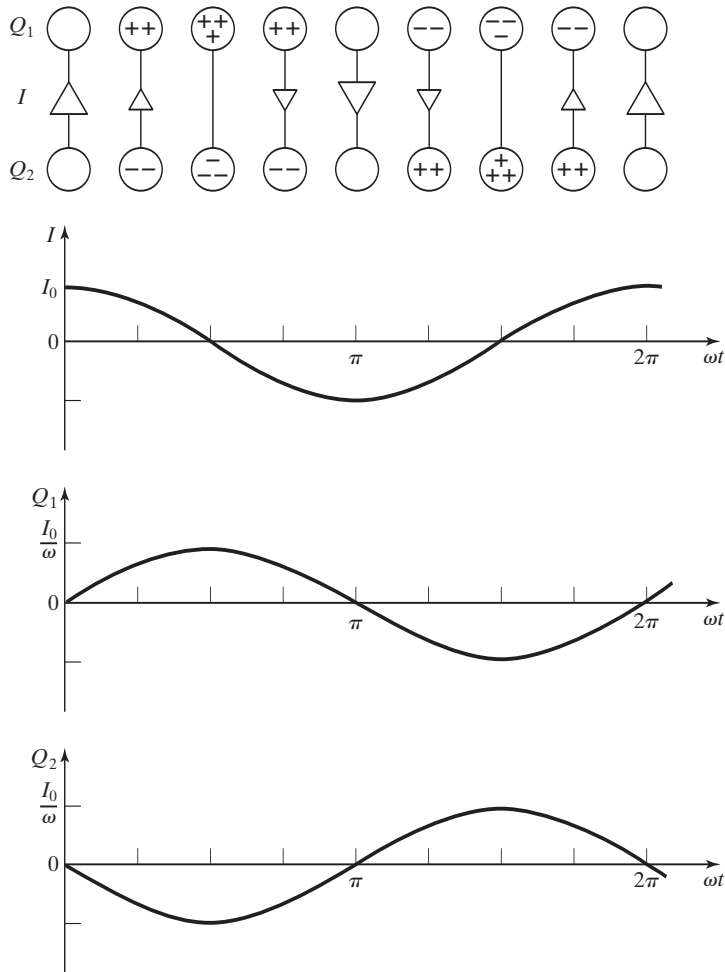 Q₁ ++ ++ + ++ −− −− − −−
I
Q₂ −− − −− −− ++ + ++ ++
I
I₀
0 π 2π ωt
Q₁
I₀/ω
0 π 2π ωt
Q₂
I₀/ω
0 π 2π ωt